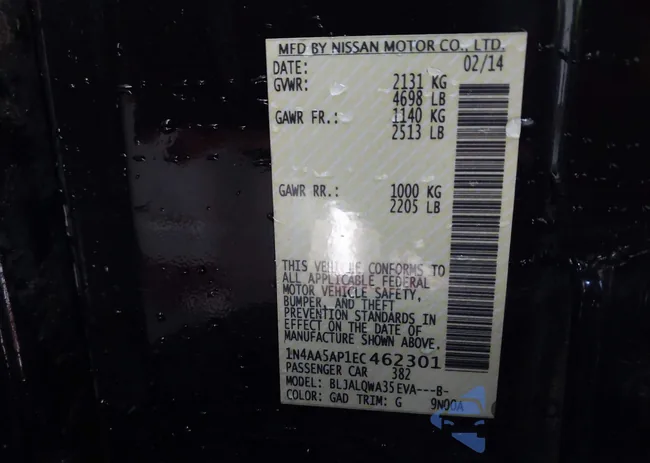 MFD BY NISSAN MOTOR CO., LTD.
DATE: 02/14
GVWR: 2131 KG
4698 LB
GAWR FR.: 1140 KG
2513 LB
GAWR RR.: 1000 KG
2205 LB
THIS VEHICLE CONFORMS TO
ALL APPLICABLE FEDERAL
MOTOR VEHICLE SAFETY,
BUMPER, AND THEFT
PREVENTION STANDARDS IN
EFFECT ON THE DATE OF
MANUFACTURE SHOWN ABOVE.
1N4AA5AP1EC462301
PASSENGER CAR 382
MODEL: BLJALQWA35EVA---B-
COLOR: GAD TRIM: G 9N00A